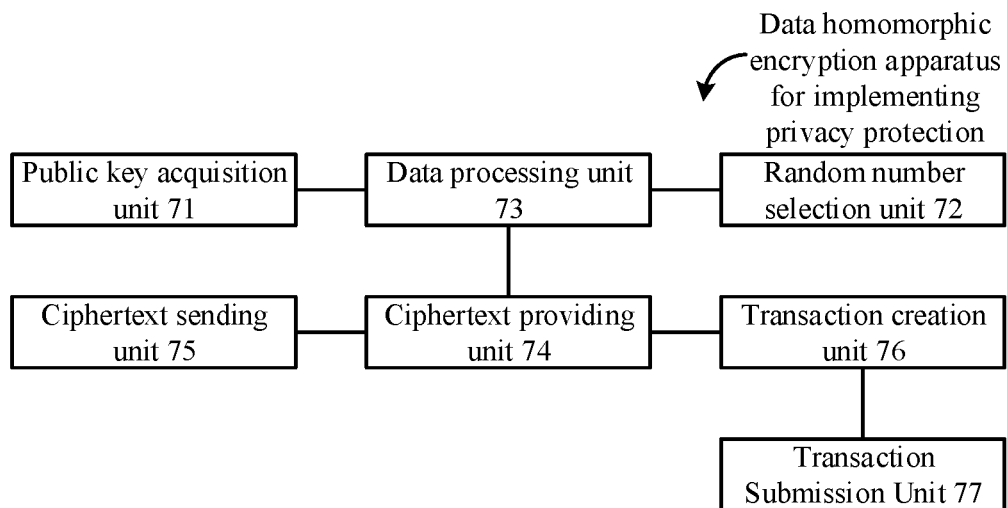 Data homomorphic
encryption apparatus
for implementing
privacy protection
Public key acquisition
unit 71
Data processing unit
73
Random number
selection unit 72
Ciphertext sending
unit 75
Ciphertext providing
unit 74
Transaction creation
unit 76
Transaction
Submission Unit 77